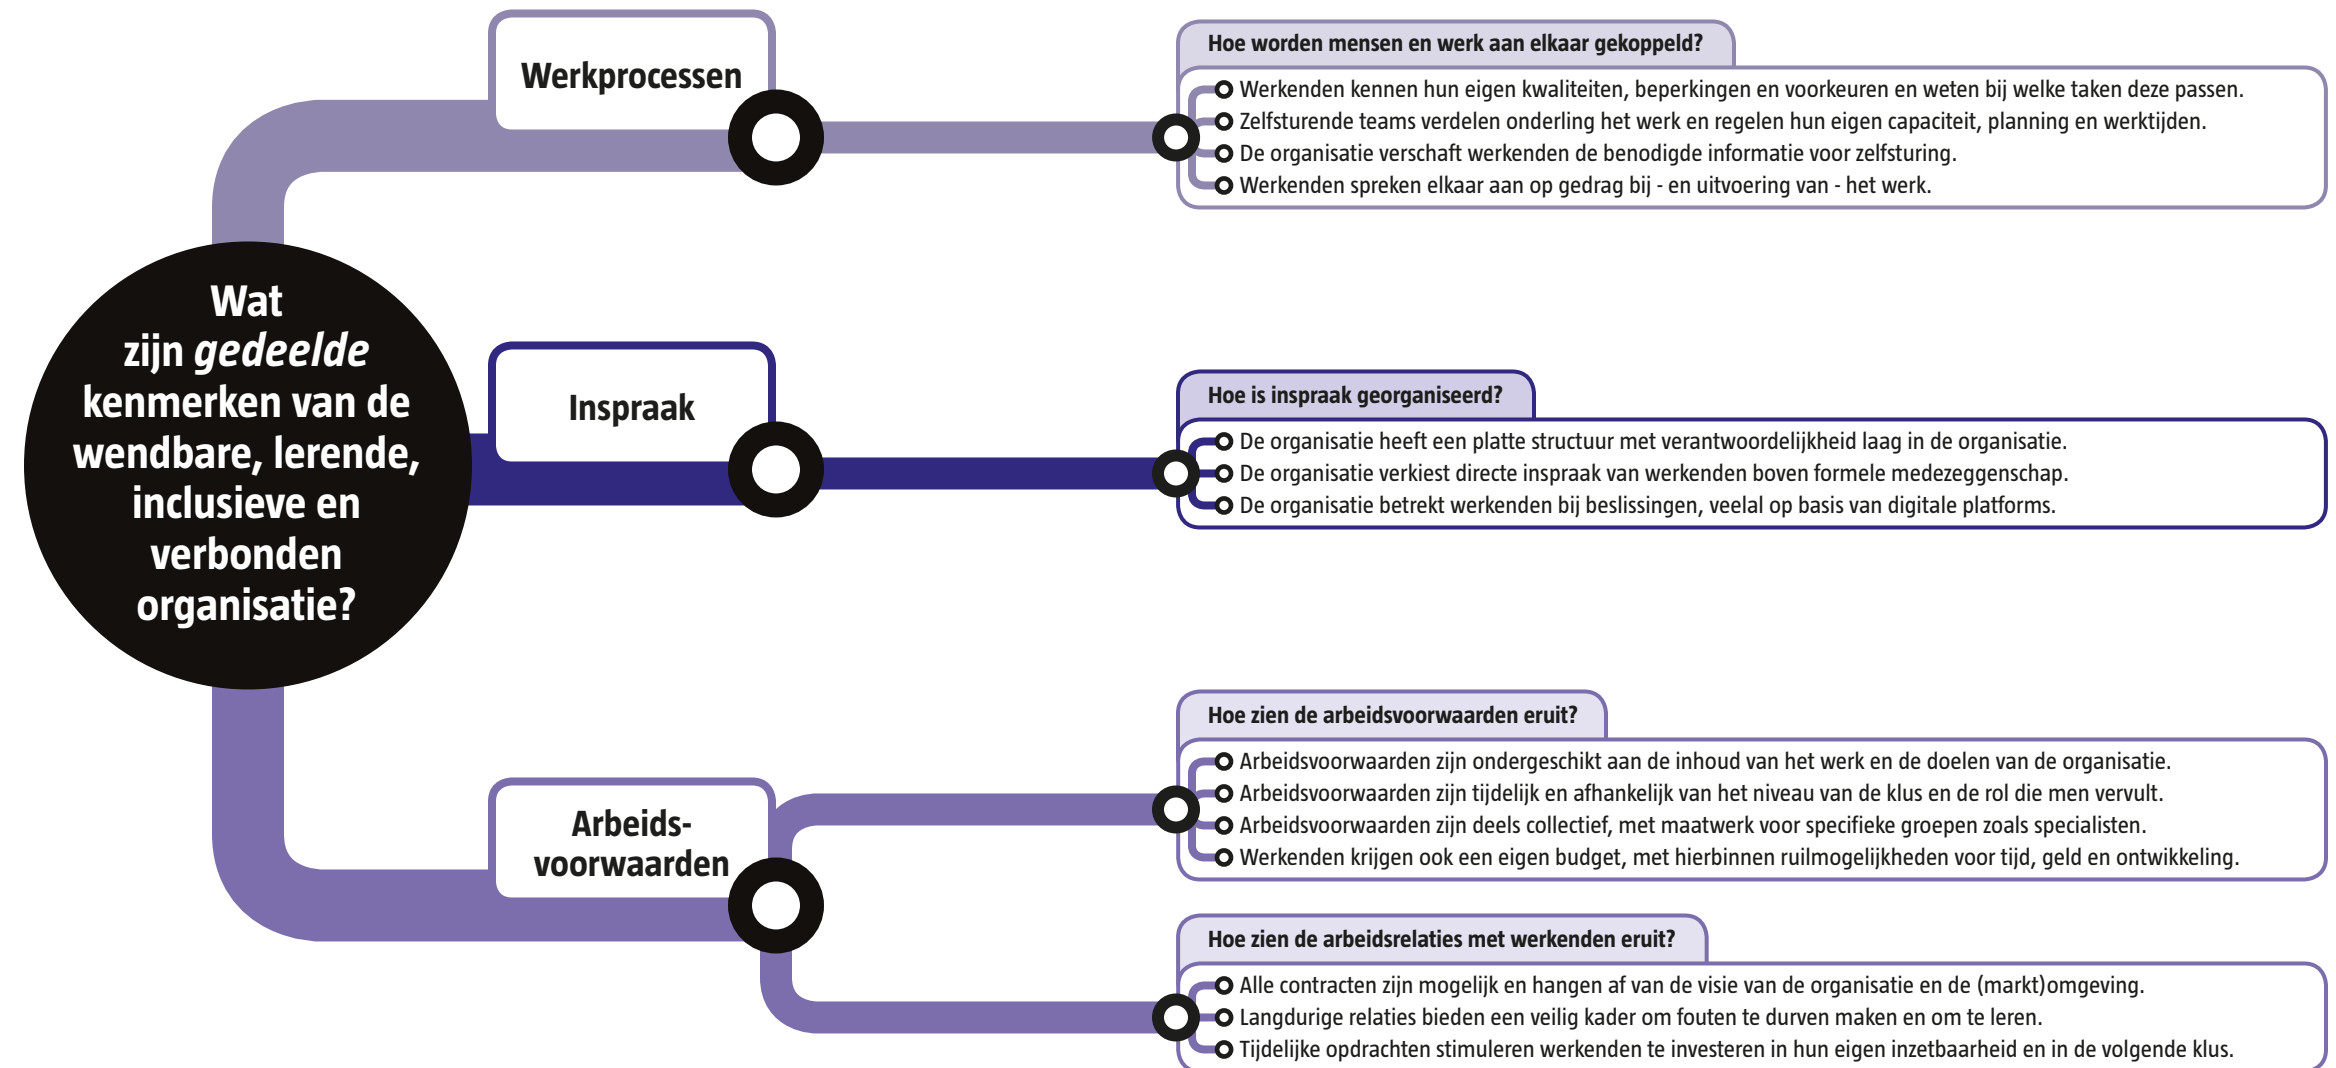 Wat
zijn gedeelde
kenmerken van de
wendbare, lerende,
inclusieve en
verbonden
organisatie?
Werkprocessen
Hoe worden mensen en werk aan elkaar gekoppeld?
Werkenden kennen hun eigen kwaliteiten, beperkingen en voorkeuren en weten bij welke taken deze passen.
Zelfsturende teams verdelen onderling het werk en regelen hun eigen capaciteit, planning en werktijden.
De organisatie verschaft werkenden de benodigde informatie voor zelfsturing.
Werkenden spreken elkaar aan op gedrag bij - en uitvoering van - het werk.
Inspraak
Hoe is inspraak georganiseerd?
De organisatie heeft een platte structuur met verantwoordelijkheid laag in de organisatie.
De organisatie verkiest directe inspraak van werkenden boven formele medezeggenschap.
De organisatie betrekt werkenden bij beslissingen, veelal op basis van digitale platforms.
Arbeids-
voorwaarden
Hoe zien de arbeidsvoorwaarden eruit?
Arbeidsvoorwaarden zijn ondergeschikt aan de inhoud van het werk en de doelen van de organisatie.
Arbeidsvoorwaarden zijn tijdelijk en afhankelijk van het niveau van de klus en de rol die men vervult.
Arbeidsvoorwaarden zijn deels collectief, met maatwerk voor specifieke groepen zoals specialisten.
Werkenden krijgen ook een eigen budget, met hierbinnen ruilmogelijkheden voor tijd, geld en ontwikkeling.
Hoe zien de arbeidsrelaties met werkenden eruit?
Alle contracten zijn mogelijk en hangen af van de visie van de organisatie en de (markt)omgeving.
Langdurige relaties bieden een veilig kader om fouten te durven maken en om te leren.
Tijdelijke opdrachten stimuleren werkenden te investeren in hun eigen inzetbaarheid en in de volgende klus.